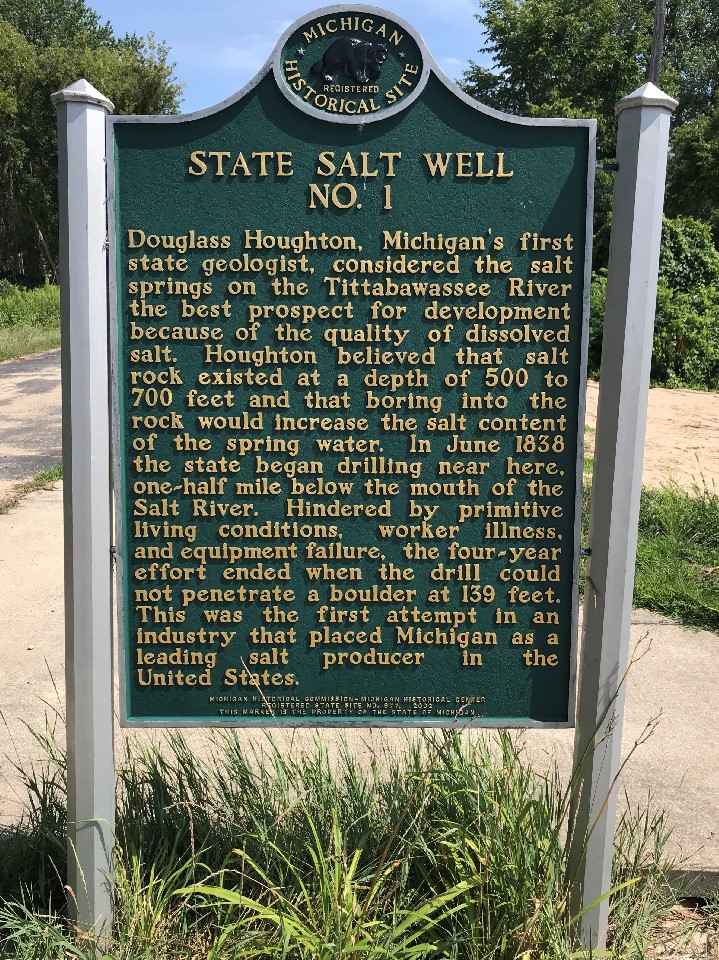 MICHIGAN
REGISTERED
HISTORICAL SITE
STATE SALT WELL
NO. 1
Douglass Houghton, Michigan's first
state geologist, considered the salt
springs on the Tittabawassee River
the best prospect for development
because of the quality of dissolved
salt. Houghton believed that salt
rock existed at a depth of 500 to
700 feet and that boring into the
rock would increase the salt content
of the spring water. In June 1838
the state began drilling near here,
one-half mile below the mouth of the
Salt River. Hindered by primitive
living conditions, worker illness,
and equipment failure, the four-year
effort ended when the drill could
not penetrate a boulder at 139 feet.
This was the first attempt in an
industry that placed Michigan as a
leading salt producer in the
United States.
MICHIGAN HISTORICAL COMMISSION-MICHIGAN HISTORICAL CENTER
REGISTERED STATE SITE NO. 677, 2002
THIS MARKER IS THE PROPERTY OF THE STATE OF MICHIGAN